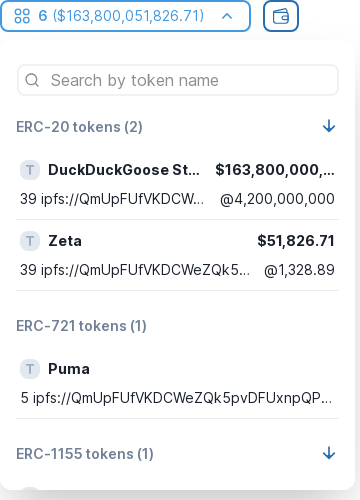 6 ($163,800,051,826.71)
Search by token name
ERC-20 tokens (2)
T DuckDuckGoose St... $163,800,000,...
39 ipfs://QmUpFUfVKDCW... @4,200,000,000
T Zeta $51,826.71
39 ipfs://QmUpFUfVKDCWeZQk5... @1,328.89
ERC-721 tokens (1)
T Puma
5 ipfs://QmUpFUfVKDCWeZQk5pvDFUxnpQP...
ERC-1155 tokens (1)